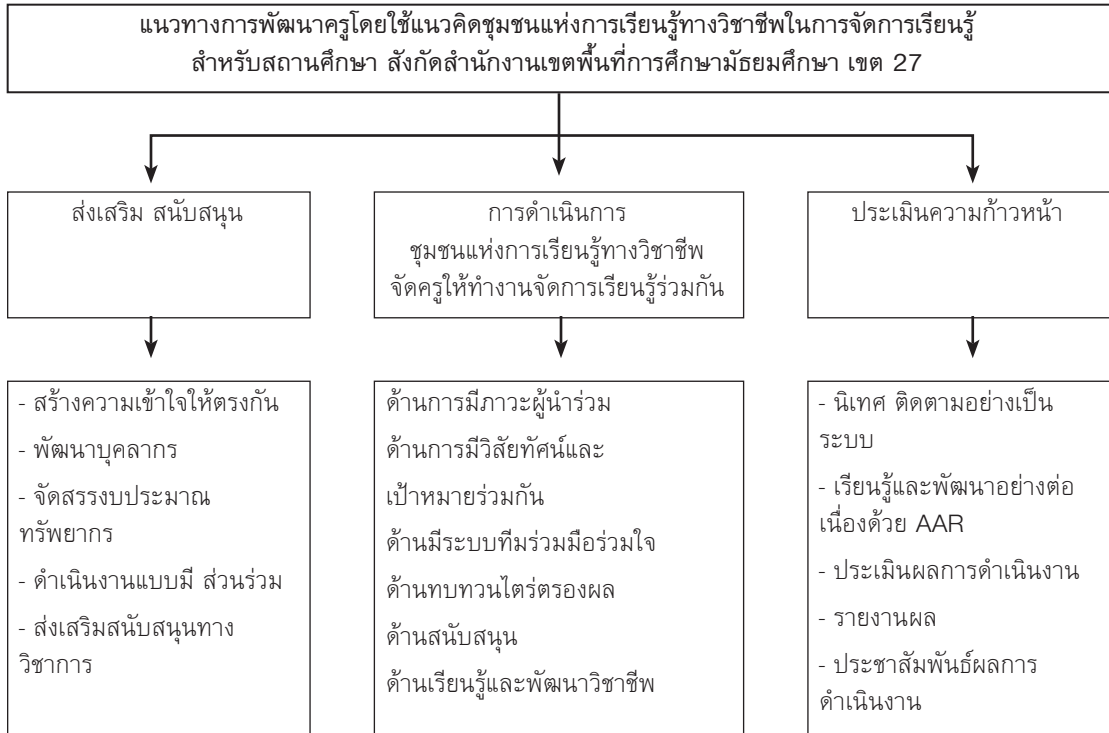 แนวทางการพัฒนาครูโดยใช้แนวคิดชุมชนแห่งการเรียนรู้ทางวิชาชีพในการจัดการเรียนรู้
สำหรับสถานศึกษา สังกัดสำนักงานเขตพื้นที่การศึกษามัธยมศึกษา เขต 27
ส่งเสริม สนับสนุน
การดำเนินการ
ชุมชนแห่งการเรียนรู้ทางวิชาชีพ
จัดครูให้ทำงานจัดการเรียนรู้ร่วมกัน
ประเมินความก้าวหน้า
- สร้างความเข้าใจให้ตรงกัน
- พัฒนาบุคลากร
- จัดสรรงบประมาณ
ทรัพยากร
- ดำเนินงานแบบมี ส่วนร่วม
- ส่งเสริมสนับสนุนทาง
วิชาการ
ด้านการมีภาวะผู้นำร่วม
ด้านการมีวิสัยทัศน์และ
เป้าหมายร่วมกัน
ด้านมีระบบทีมร่วมมือร่วมใจ
ด้านทบทวนไตร่ตรองผล
ด้านสนับสนุน
ด้านเรียนรู้และพัฒนาวิชาชีพ
- นิเทศ ติดตามอย่างเป็น
ระบบ
- เรียนรู้และพัฒนาอย่างต่อ
เนื่องด้วย AAR
- ประเมินผลการดำเนินงาน
- รายงานผล
- ประชาสัมพันธ์ผลการ
ดำเนินงาน